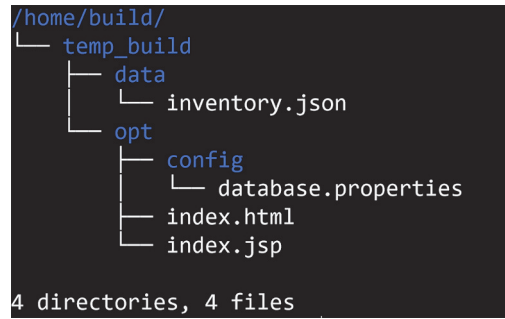 /home/build/
└── temp_build
    ├── data
    │   └── inventory.json
    └── opt
        ├── config
        │   └── database.properties
        ├── index.html
        └── index.jsp

4 directories, 4 files